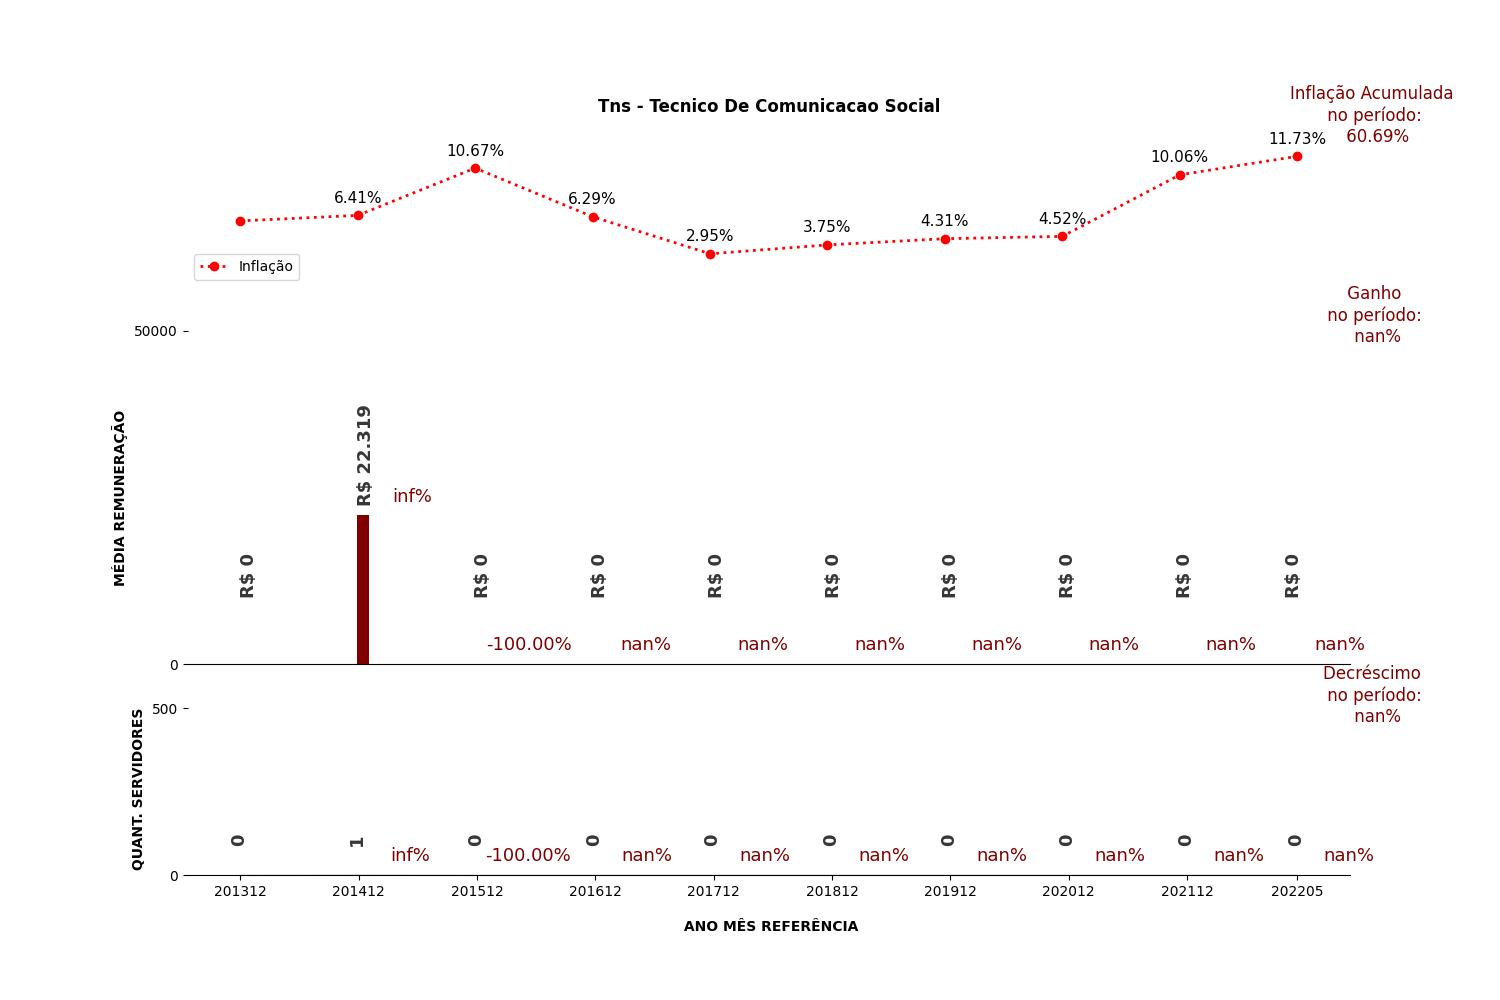 Tns - Tecnico De Comunicacao Social
Inflação Acumulada
no período:
60.69%
6.41%
10.67%
6.29%
2.95%
3.75%
4.31%
4.52%
10.06%
11.73%
Inflação
Ganho
no período:
nan%
50000
0
MÉDIA REMUNERAÇÃO
R$ 0
R$ 22.319
R$ 0
R$ 0
R$ 0
R$ 0
R$ 0
R$ 0
R$ 0
R$ 0
inf%
-100.00%
nan%
nan%
nan%
nan%
nan%
nan%
nan%
Decréscimo
no período:
nan%
500
0
QUANT. SERVIDORES
0
1
0
0
0
0
0
0
0
0
inf%
-100.00%
nan%
nan%
nan%
nan%
nan%
nan%
nan%
201312
201412
201512
201612
201712
201812
201912
202012
202112
202205
ANO MÊS REFERÊNCIA